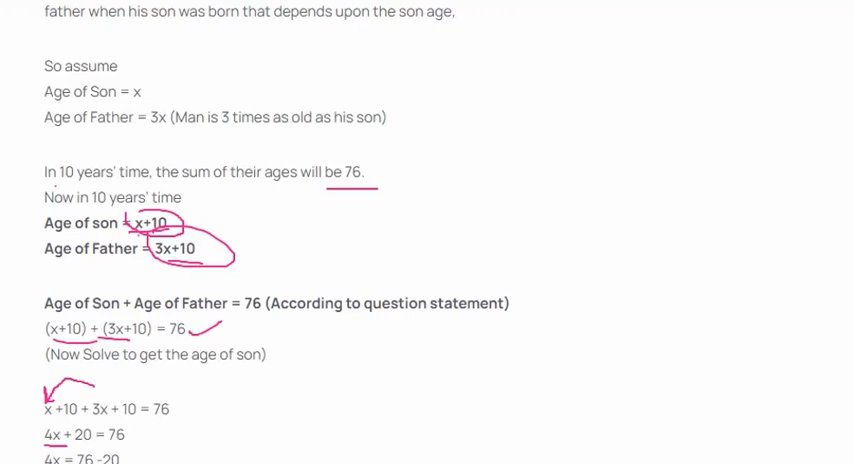 father when his son was born that depends upon the son age,
So assume
Age of Son = x
Age of Father = 3x (Man is 3 times as old as his son)
In 10 years' time, the sum of their ages will be 76.
Now in 10 years' time
Age of son = x+10
Age of Father = 3x+10
Age of Son + Age of Father = 76 (According to question statement)
(x+10) + (3x+10) = 76
(Now Solve to get the age of son)
x +10 + 3x + 10 = 76
4x + 20 = 76
4x = 76 -20